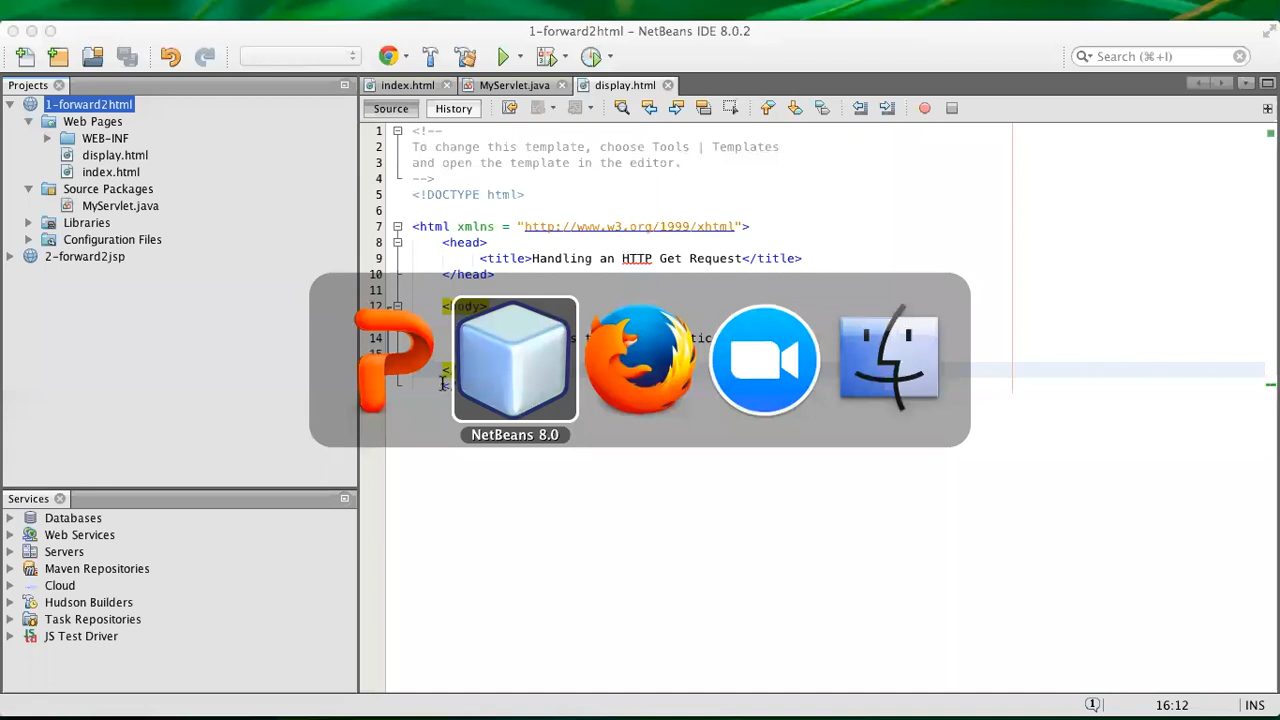 1-forward2html – NetBeans IDE 8.0.2
Search (⌘+I)
Projects
index.html
MyServlet.java
display.html
Source
History
1-forward2html
Web Pages
WEB-INF
display.html
index.html
Source Packages
MyServlet.java
Libraries
Configuration Files
2-forward2jsp
1 <!--
2 To change this template, choose Tools | Templates
3 and open the template in the editor.
4 -->
5 <!DOCTYPE html>
6
7 <html xmlns = "http://www.w3.org/1999/xhtml">
8 <head>
9 <title>Handling an HTTP Get Request</title>
10 </head>
11
12 <body>
14
NetBeans 8.0
Services
Databases
Web Services
Servers
Maven Repositories
Cloud
Hudson Builders
Task Repositories
JS Test Driver
1
16:12
INS